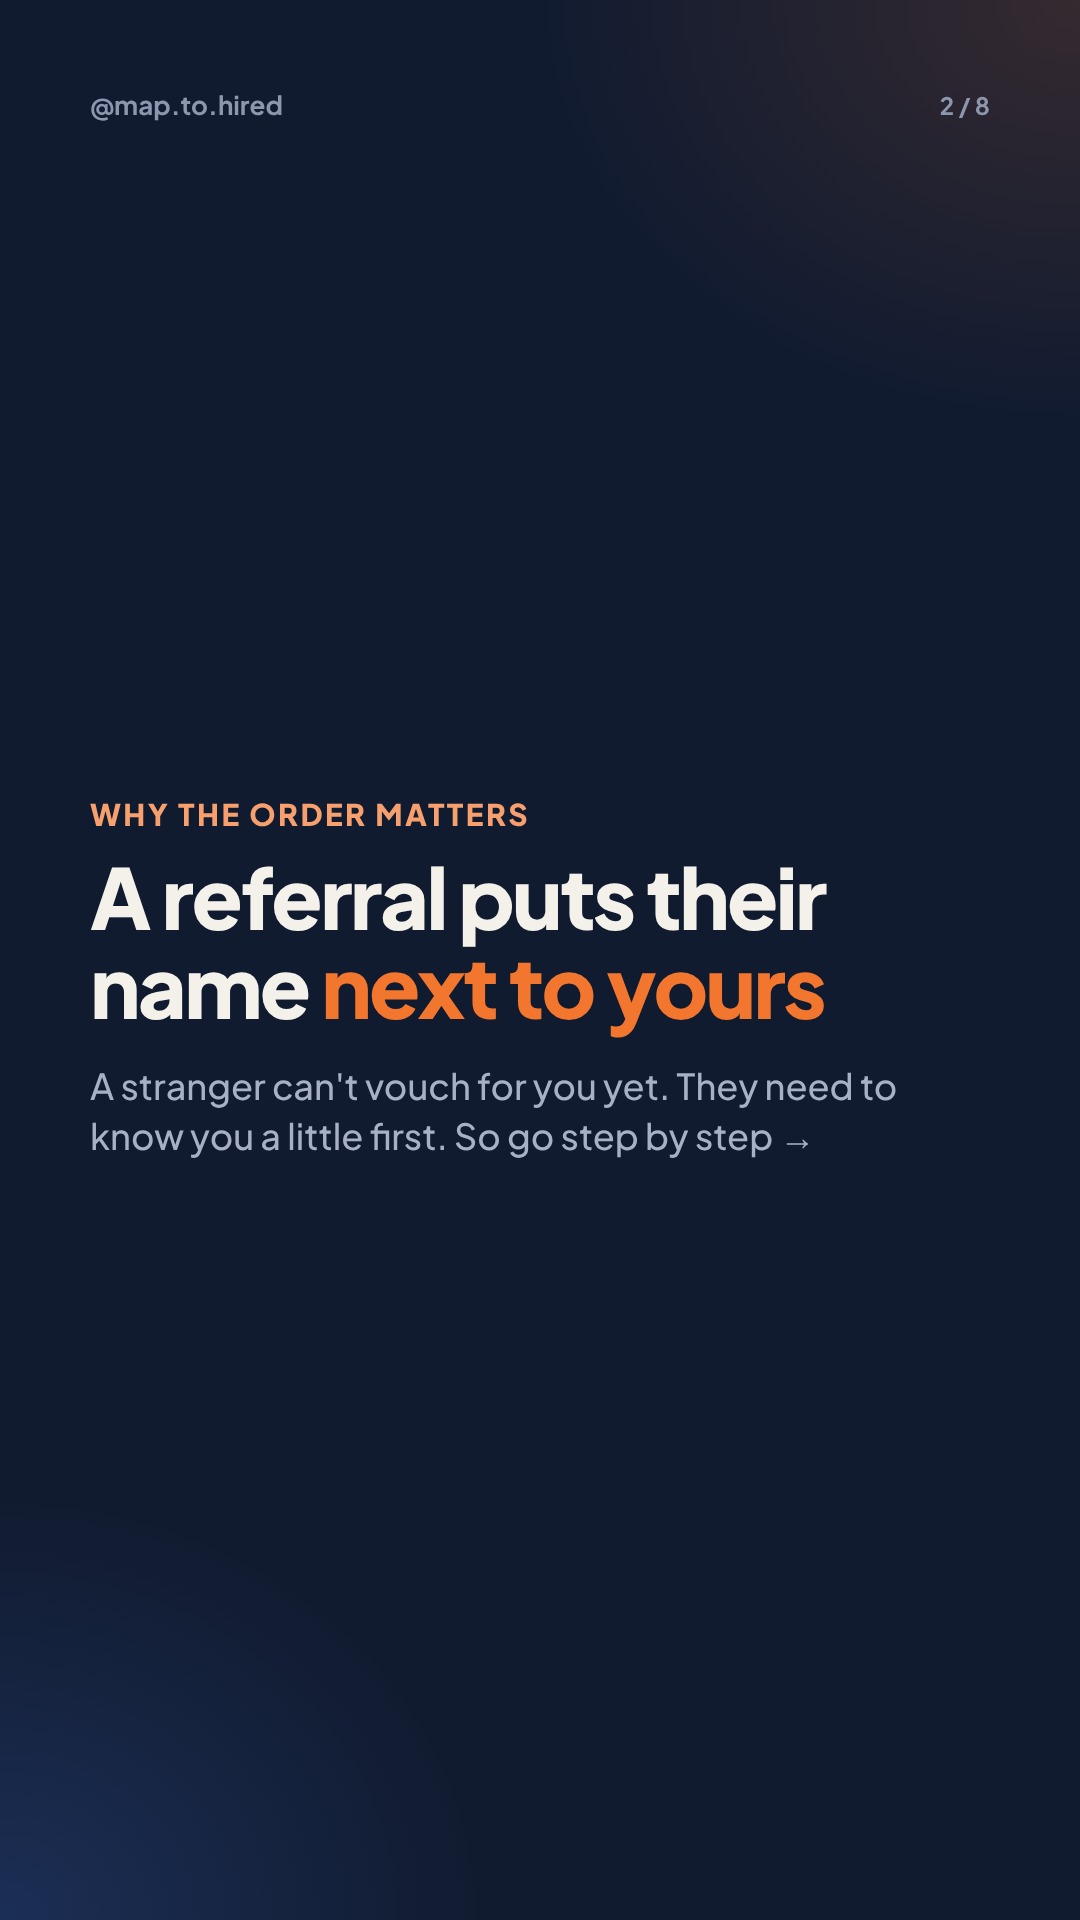 @map.to.hired
2 / 8
WHY THE ORDER MATTERS
A referral puts their
name next to yours
A stranger can't vouch for you yet. They need to
know you a little first. So go step by step →